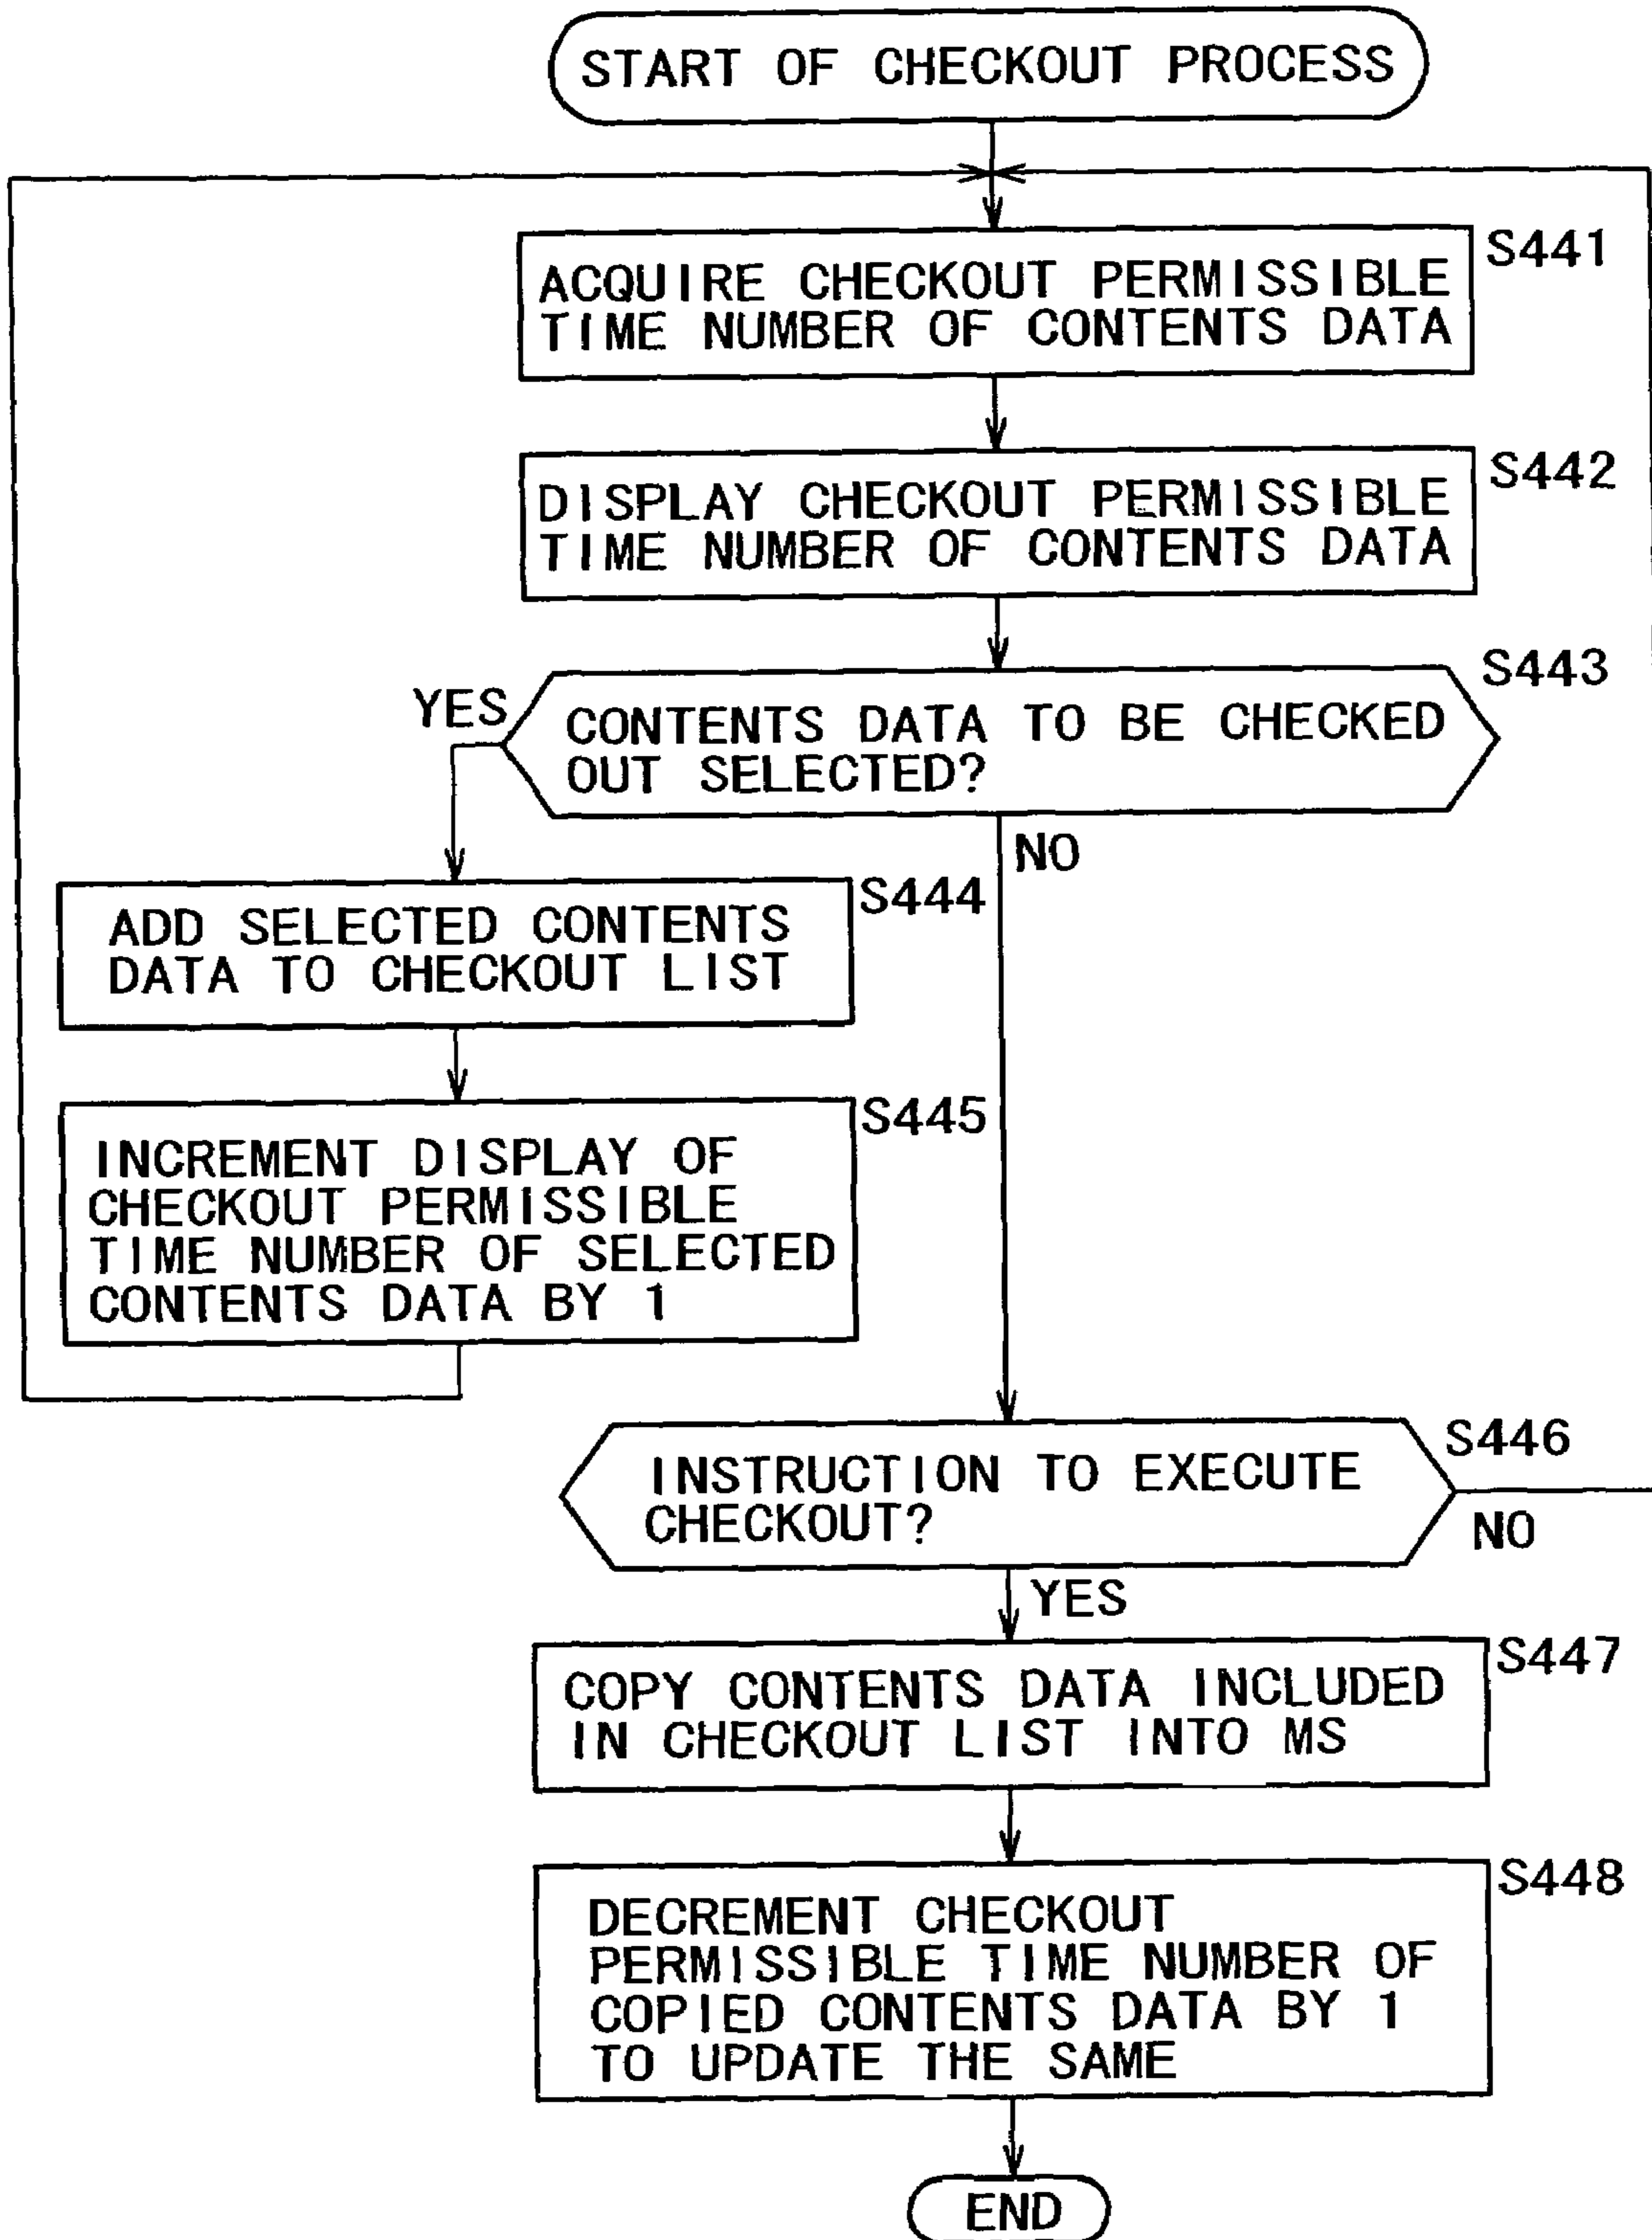 START OF CHECKOUT PROCESS
S441
ACQUIRE CHECKOUT PERMISSIBLE
TIME NUMBER OF CONTENTS DATA
S442
DISPLAY CHECKOUT PERMISSIBLE
TIME NUMBER OF CONTENTS DATA
S443
YES
CONTENTS DATA TO BE CHECKED
OUT SELECTED?
NO
S444
ADD SELECTED CONTENTS
DATA TO CHECKOUT LIST
S445
INCREMENT DISPLAY OF
CHECKOUT PERMISSIBLE
TIME NUMBER OF SELECTED
CONTENTS DATA BY 1
S446
INSTRUCTION TO EXECUTE
CHECKOUT?
NO
YES
S447
COPY CONTENTS DATA INCLUDED
IN CHECKOUT LIST INTO MS
S448
DECREMENT CHECKOUT
PERMISSIBLE TIME NUMBER OF
COPIED CONTENTS DATA BY 1
TO UPDATE THE SAME
END